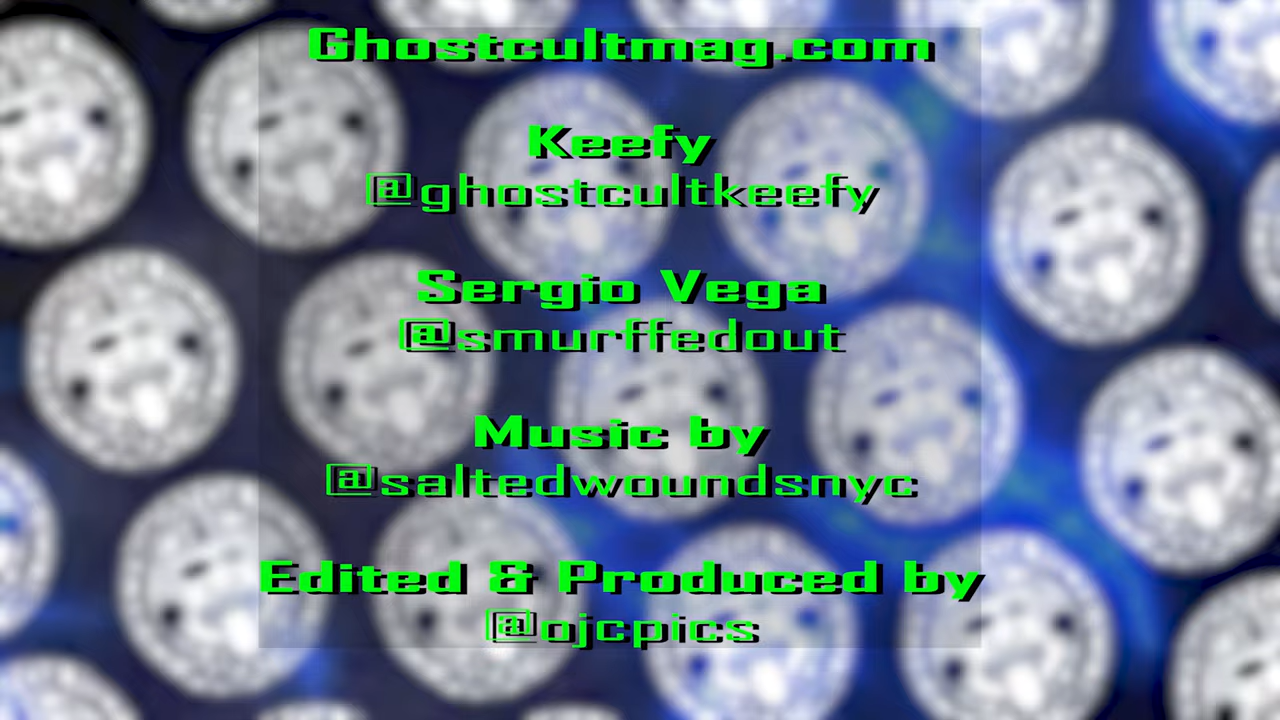 Ghostcultmag.com
Keefy
@ghostcultkeefy
Sergio Vega
@smurffedout
Music by
@saltedwoundsnyc
Edited & Produced by
@ojcpics